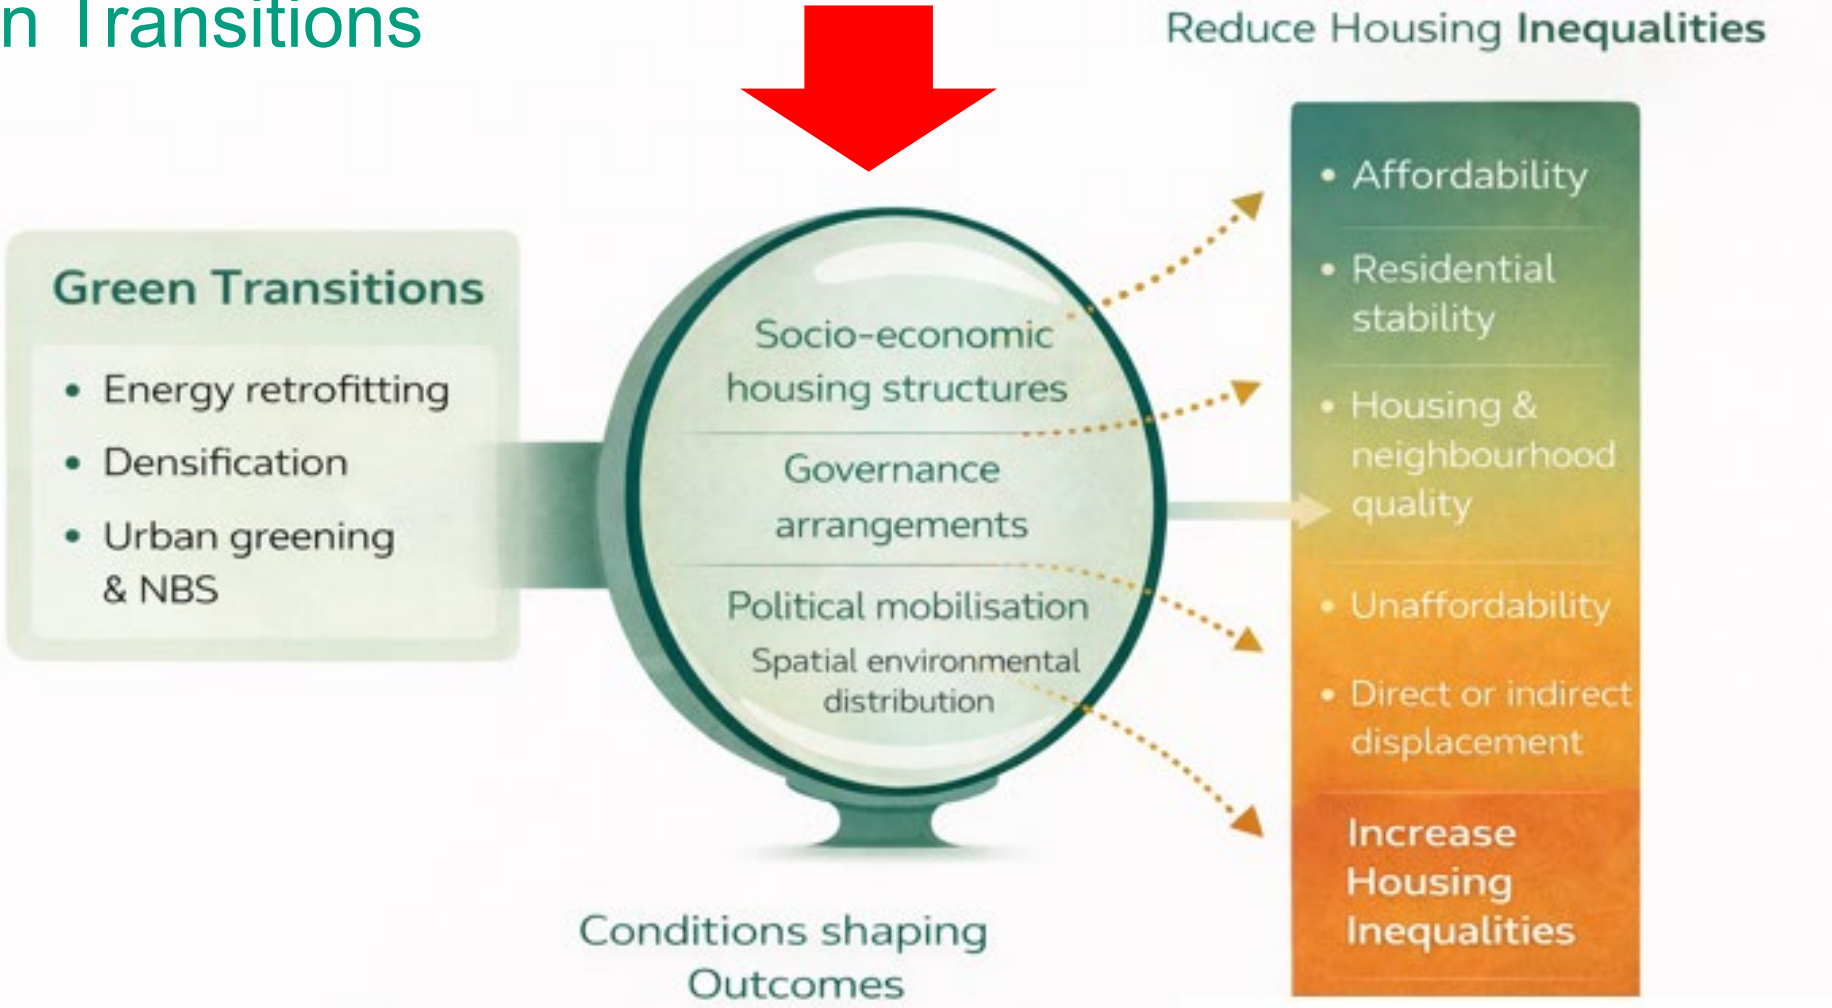 n Transitions
Reduce Housing Inequalities
Green Transitions
• Energy retrofitting
• Densification
• Urban greening
& NBS
Socio-economic
housing structures
Governance
arrangements
Political mobilisation
Spatial environmental
distribution
Conditions shaping
Outcomes
• Affordability
• Residential
stability
• Housing &
neighbourhood
quality
• Unaffordability
• Direct or indirect
displacement
Increase
Housing
Inequalities